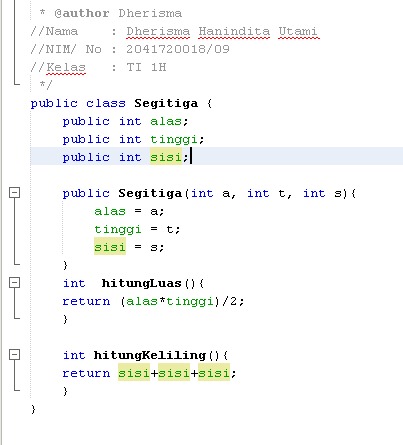 * @author Dherisma
//Nama    : Dherisma Hanindita Utami
//NIM/ No : 2041720018/09
//Kelas   : TI 1H
*/
public class Segitiga {
    public int alas;
    public int tinggi;
    public int sisi;
    public Segitiga(int a, int t, int s){
        alas = a;
        tinggi = t;
        sisi = s;
    }
    int  hitungLuas(){
    return (alas*tinggi)/2;
    }
    int hitungKeliling(){
    return sisi+sisi+sisi;
    }
}